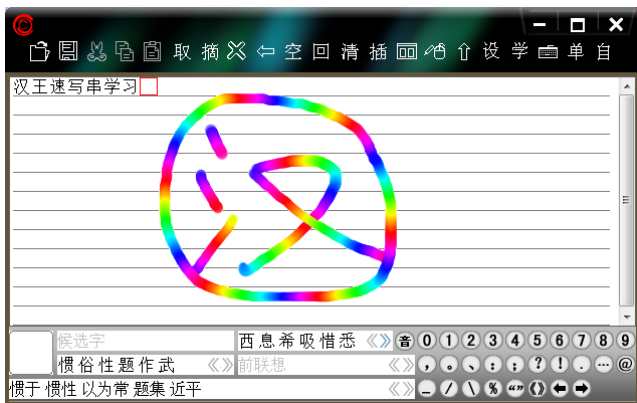 取 摘 空 回 清 插 设 学 单 自
汉王速写串学习
汉
候选字 西息希吸惜悉 《》 音 0 1 2 3 4 5 6 7 8 9
惯俗性题作武 《》 前联想 《》 , 。 、 : ; ? ! . … @
惯于 惯性 以为常 题集 近平 《》 - / \ % “” 《》